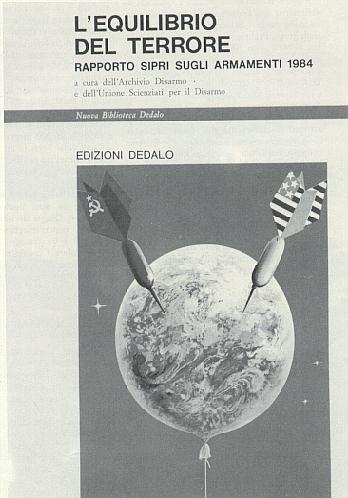 L'EQUILIBRIO
DEL TERRORE
RAPPORTO SIPRI SUGLI ARMAMENTI 1984
a cura dell'Archivio Disarmo
e dell'Unione Scienziati per il Disarmo
Nuova Biblioteca Dedalo
EDIZIONI DEDALO